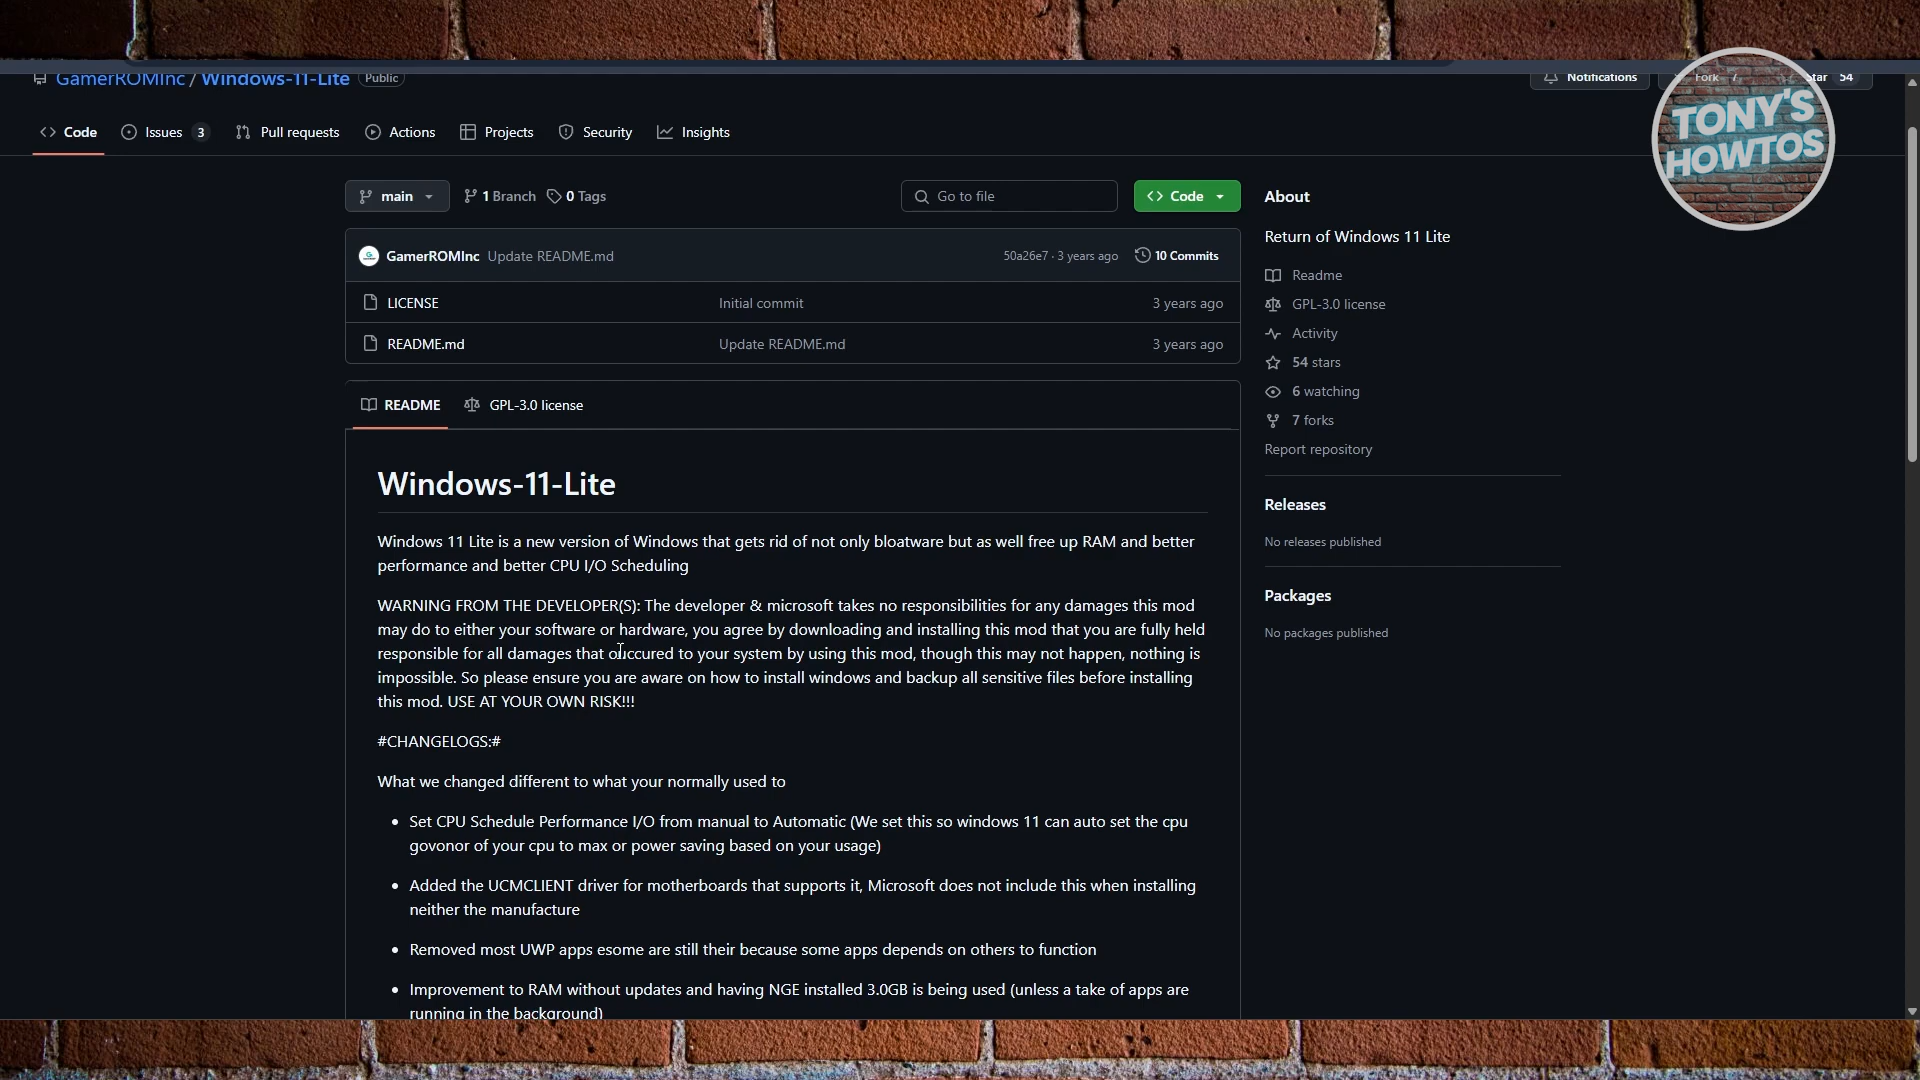 GamerROMInc / Windows-11-Lite Public
Notifications Fork 7 Star 54
TONY'S
HOWTOS
Code Issues 3 Pull requests Actions Projects Security Insights
main 1 Branch 0 Tags Go to file Code
GamerROMInc Update README.md 50a26e7 · 3 years ago 10 Commits
LICENSE Initial commit 3 years ago
README.md Update README.md 3 years ago
README GPL-3.0 license
Windows-11-Lite
Windows 11 Lite is a new version of Windows that gets rid of not only bloatware but as well free up RAM and better
performance and better CPU I/O Scheduling
WARNING FROM THE DEVELOPER(S): The developer & microsoft takes no responsibilities for any damages this mod
may do to either your software or hardware, you agree by downloading and installing this mod that you are fully held
responsible for all damages that ouccured to your system by using this mod, though this may not happen, nothing is
impossible. So please ensure you are aware on how to install windows and backup all sensitive files before installing
this mod. USE AT YOUR OWN RISK!!!
#CHANGELOGS:#
What we changed different to what your normally used to
• Set CPU Schedule Performance I/O from manual to Automatic (We set this so windows 11 can auto set the cpu
govonor of your cpu to max or power saving based on your usage)
• Added the UCMCLIENT driver for motherboards that supports it, Microsoft does not include this when installing
neither the manufacture
• Removed most UWP apps esome are still their because some apps depends on others to function
• Improvement to RAM without updates and having NGE installed 3.0GB is being used (unless a take of apps are
running in the background)
About
Return of Windows 11 Lite
Readme
GPL-3.0 license
Activity
54 stars
6 watching
7 forks
Report repository
Releases
No releases published
Packages
No packages published